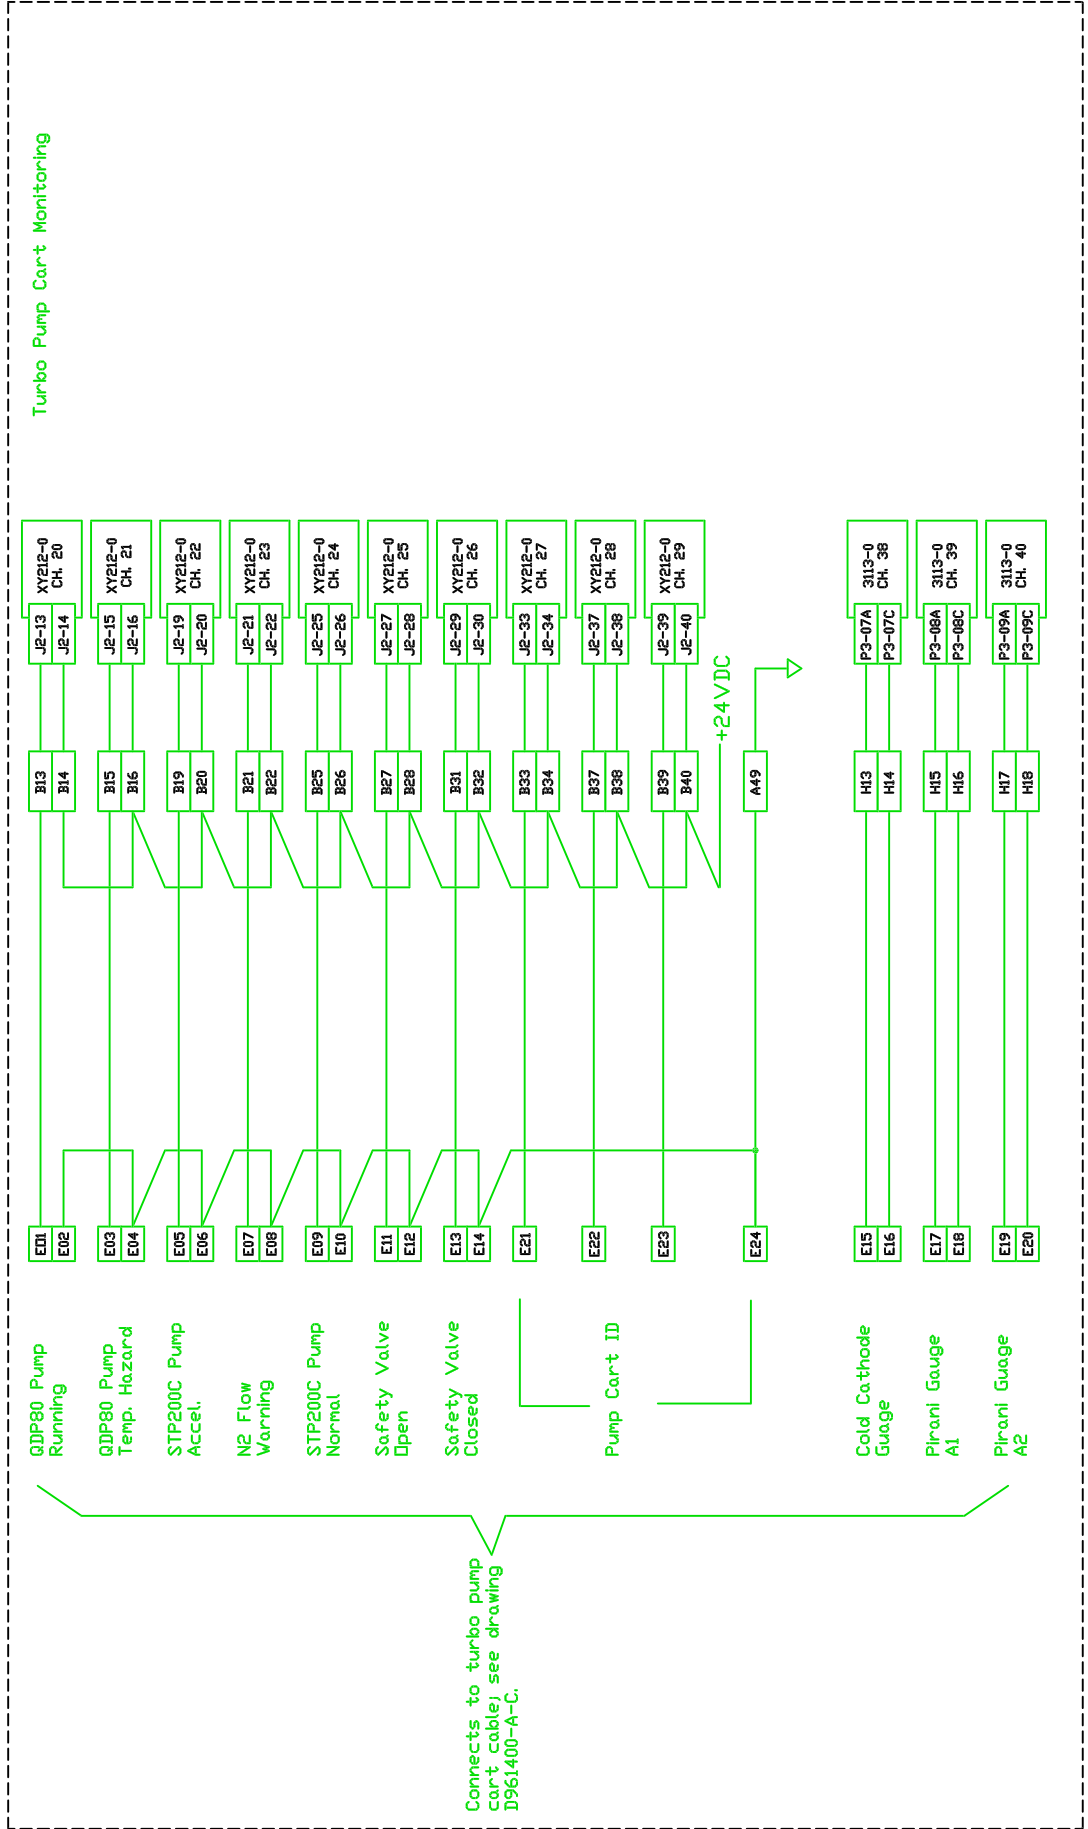 Turbo Pump Cart Monitoring
QDP80 Pump
Running
E01
E02
B13
B14
J2-13
J2-14
XY212-0
CH. 20
QDP80 Pump
Temp. Hazard
E03
E04
B15
B16
J2-15
J2-16
XY212-0
CH. 21
STP200C Pump
Accel.
E05
E06
B19
B20
J2-19
J2-20
XY212-0
CH. 22
N2 Flow
Warning
E07
E08
B21
B22
J2-21
J2-22
XY212-0
CH. 23
STP200C Pump
Normal
E09
E10
B25
B26
J2-25
J2-26
XY212-0
CH. 24
Safety Valve
Open
E11
E12
B27
B28
J2-27
J2-28
XY212-0
CH. 25
Safety Valve
Closed
E13
E14
B31
B32
J2-29
J2-30
XY212-0
CH. 26
Connects to turbo pump
cart cable; see drawing
D961400-A-C.
E21
B33
B34
J2-33
J2-34
XY212-0
CH. 27
Pump Cart ID
E22
B37
B38
J2-37
J2-38
XY212-0
CH. 28
E23
B39
B40
J2-39
J2-40
XY212-0
CH. 29
+24VDC
E24
A49
Cold Cathode
Guage
E15
E16
H13
H14
P3-07A
P3-07C
3113-0
CH. 38
Pirani Gauge
A1
E17
E18
H15
H16
P3-08A
P3-08C
3113-0
CH. 39
Pirani Guage
A2
E19
E20
H17
H18
P3-09A
P3-09C
3113-0
CH. 40